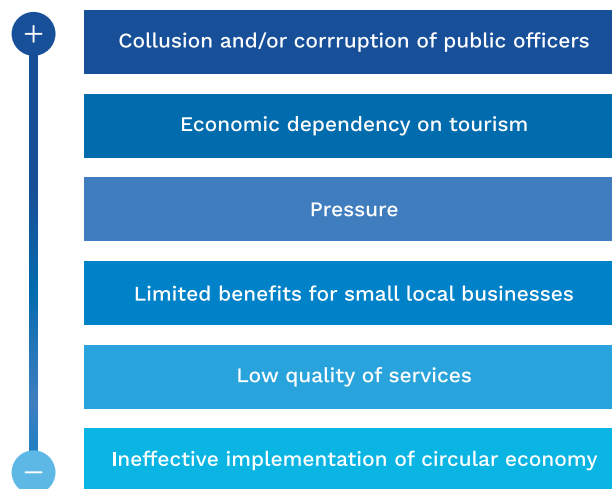 +
Collusion and/or corrruption of public officers
Economic dependency on tourism
Pressure
Limited benefits for small local businesses
Low quality of services
Ineffective implementation of circular economy
−